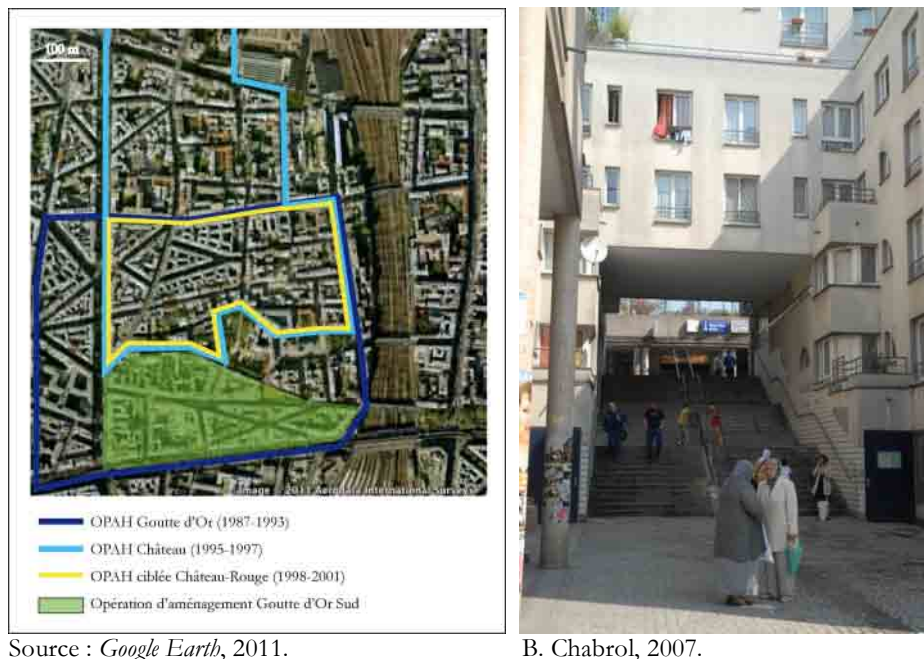 100 m
Image © 2011 Aerodata International Surveys
OPAH Goutte d'Or (1987-1993)
OPAH Château (1995-1997)
OPAH ciblée Château-Rouge (1998-2001)
Opération d'aménagement Goutte d'Or Sud
Source : Google Earth, 2011.
B. Chabrol, 2007.